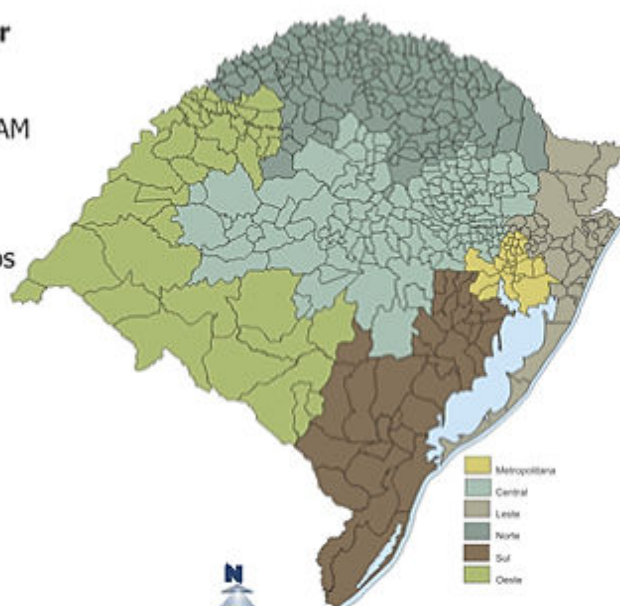 r
AM
os
Metropolitana
Central
Leste
Norte
Sul
Oeste
N